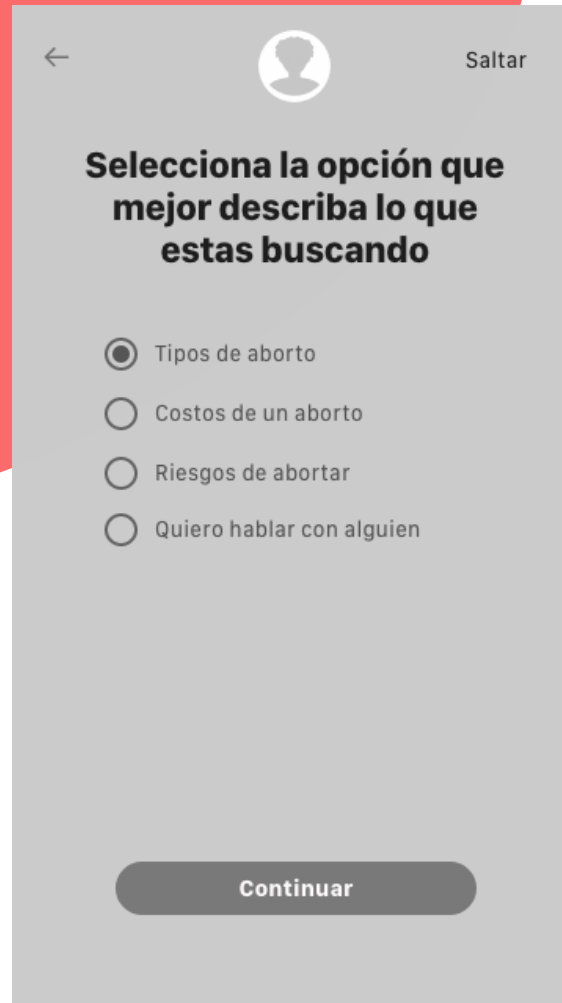 Saltar
Selecciona la opción que
mejor describa lo que
estas buscando
Tipos de aborto
Costos de un aborto
Riesgos de abortar
Quiero hablar con alguien
Continuar